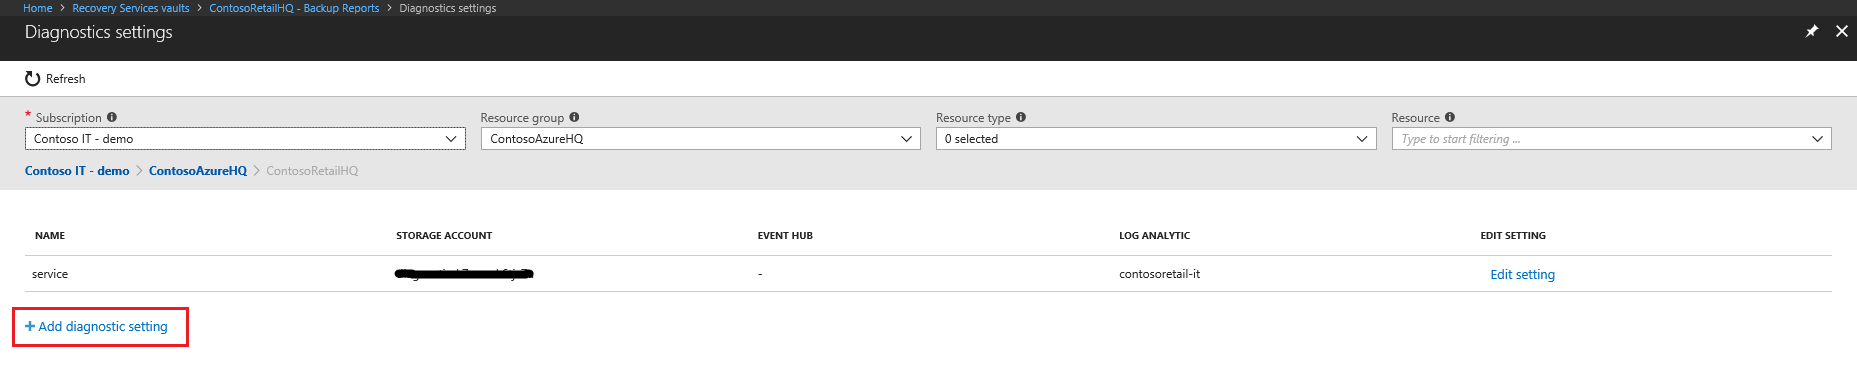 Home > Recovery Services vaults > ContosoRetailHQ - Backup Reports > Diagnostics settings
Diagnostics settings
Refresh
* Subscription
Resource group
Resource type
Resource
Contoso IT - demo
ContosoAzureHQ
0 selected
Type to start filtering ...
Contoso IT - demo > ContosoAzureHQ > ContosoRetailHQ
NAME STORAGE ACCOUNT EVENT HUB LOG ANALYTIC EDIT SETTING
service - contosoretail-it Edit setting
+ Add diagnostic setting